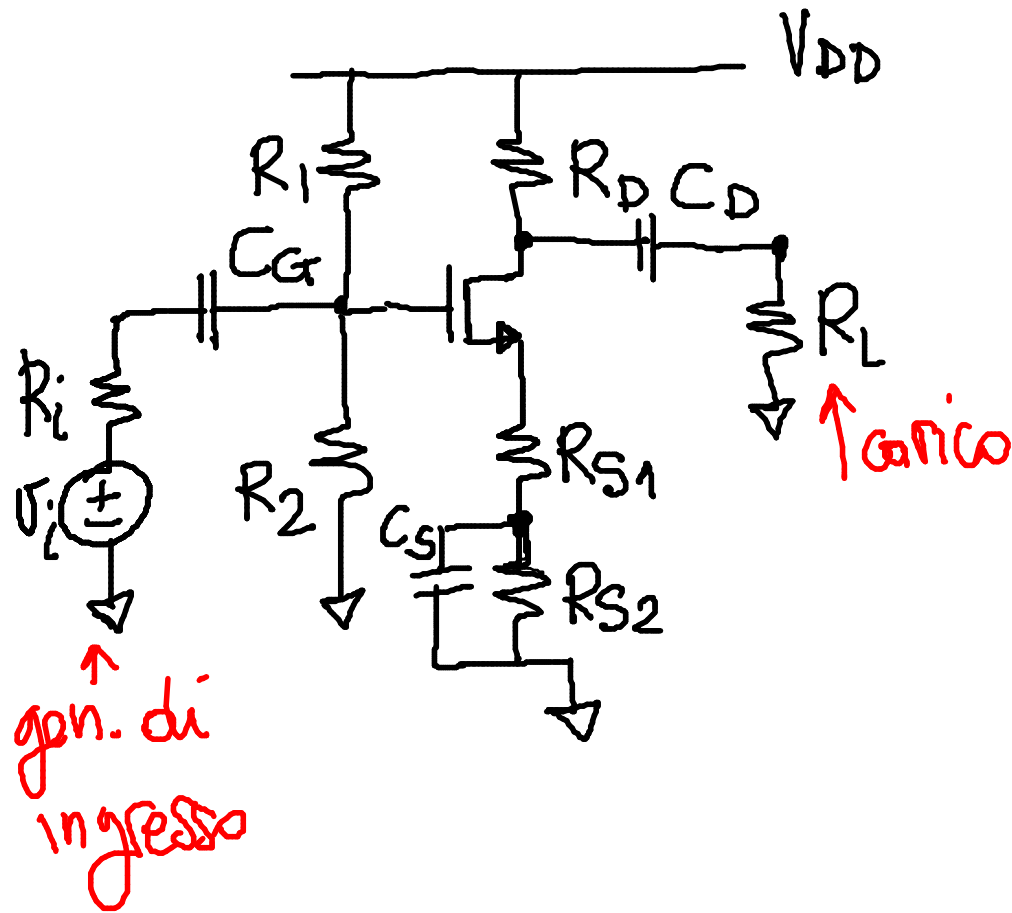 VDD
R1
RD
CD
CG
Ri
RL
carico
vi
R2
RS1
CS
RS2
gen. di
ingresso